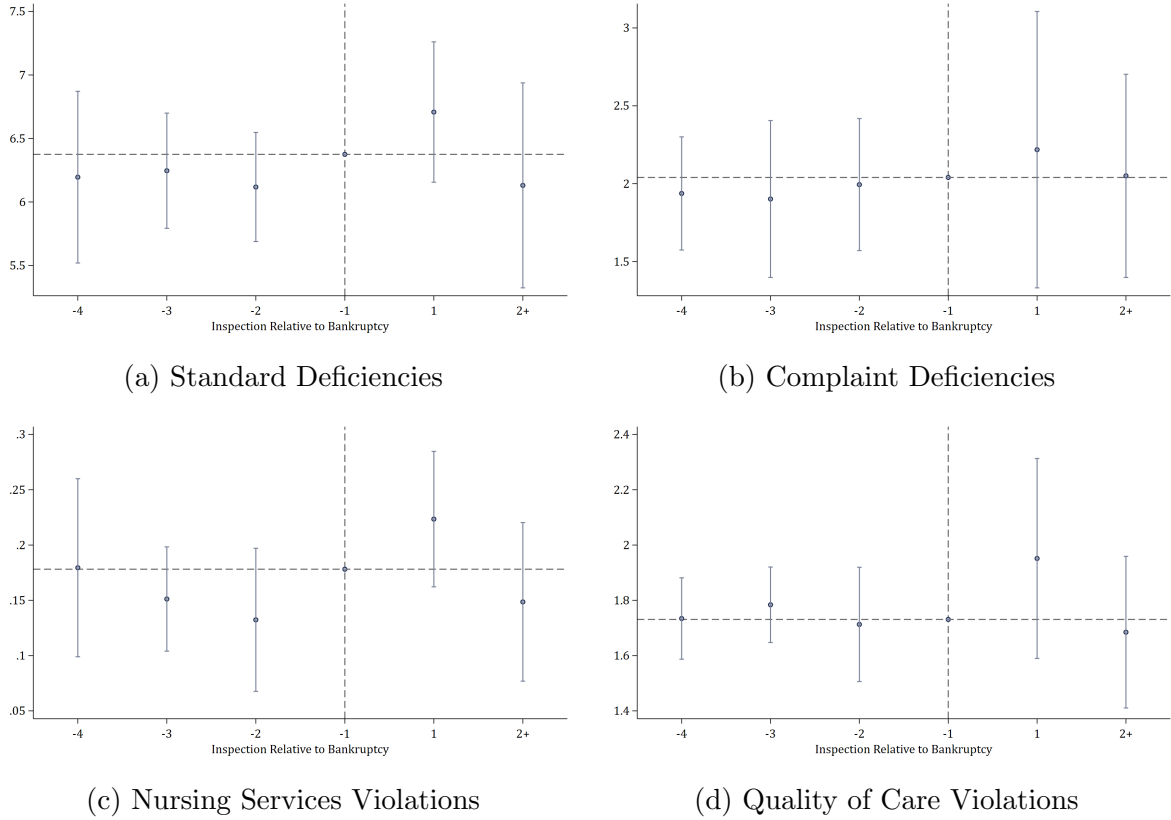 7.5
7
6.5
6
5.5
-4 -3 -2 -1 1 2+
Inspection Relative to Bankruptcy
(a) Standard Deficiencies
3
2.5
2
1.5
-4 -3 -2 -1 1 2+
Inspection Relative to Bankruptcy
(b) Complaint Deficiencies
.3
.25
.2
.15
.1
.05
-4 -3 -2 -1 1 2+
Inspection Relative to Bankruptcy
(c) Nursing Services Violations
2.4
2.2
2
1.8
1.6
1.4
-4 -3 -2 -1 1 2+
Inspection Relative to Bankruptcy
(d) Quality of Care Violations